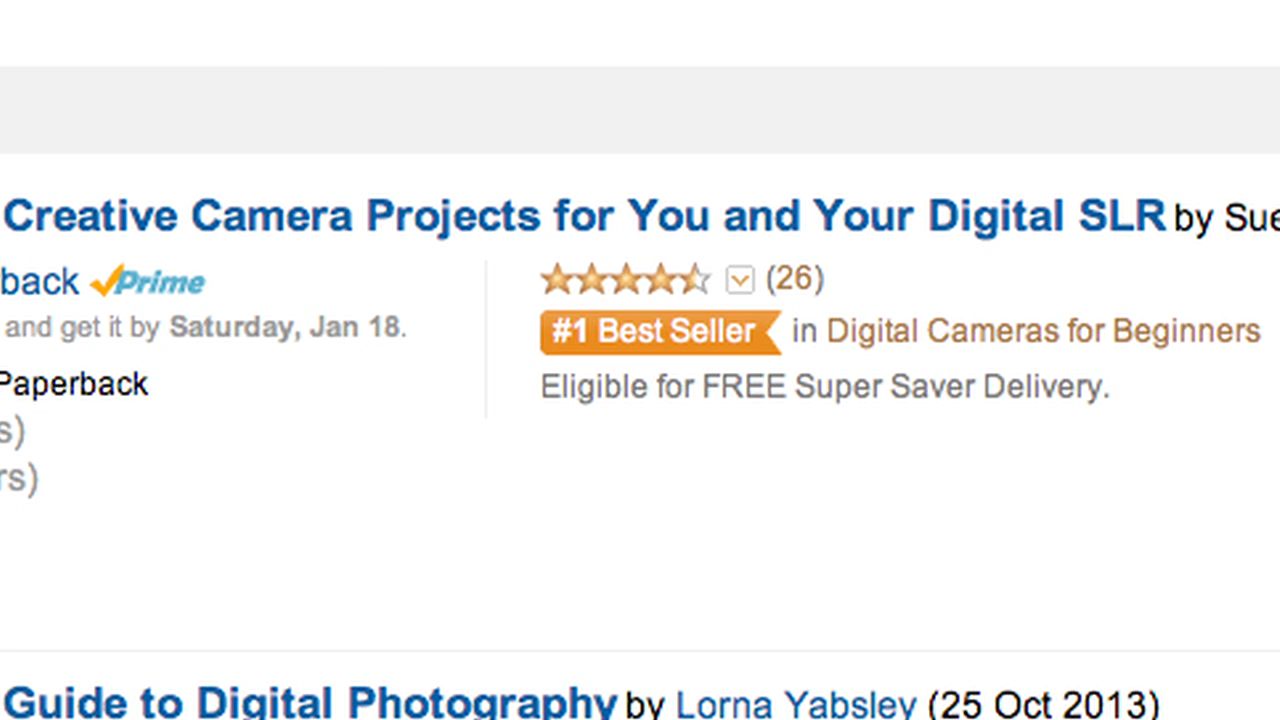 Creative Camera Projects for You and Your Digital SLR by Sue
back Prime
and get it by Saturday, Jan 18.
Paperback
s)
rs)
(26)
#1 Best Seller in Digital Cameras for Beginners
Eligible for FREE Super Saver Delivery.
Guide to Digital Photography by Lorna Yabsley (25 Oct 2013)